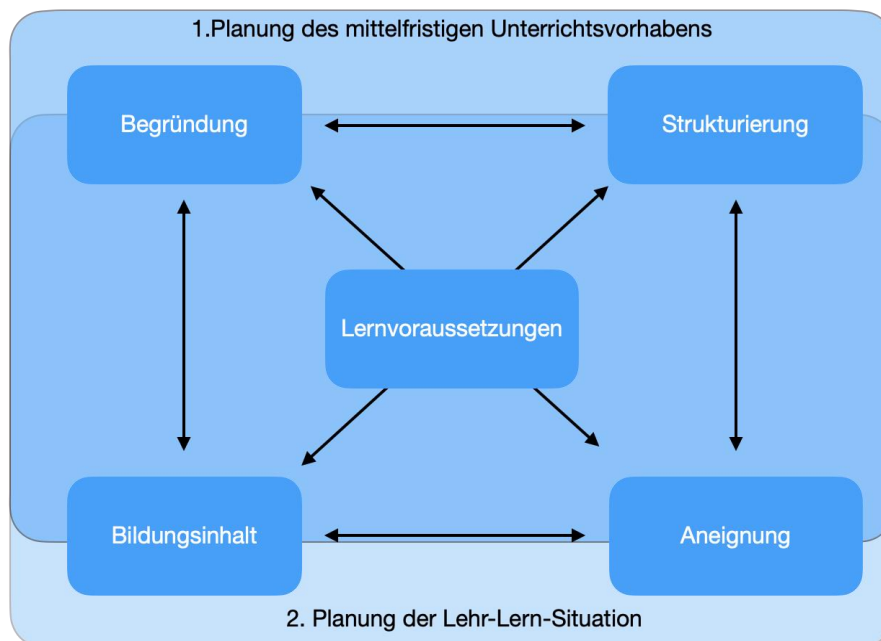 1.Planung des mittelfristigen Unterrichtsvorhabens
Begründung
Strukturierung
Lernvoraussetzungen
Bildungsinhalt
Aneignung
2. Planung der Lehr-Lern-Situation